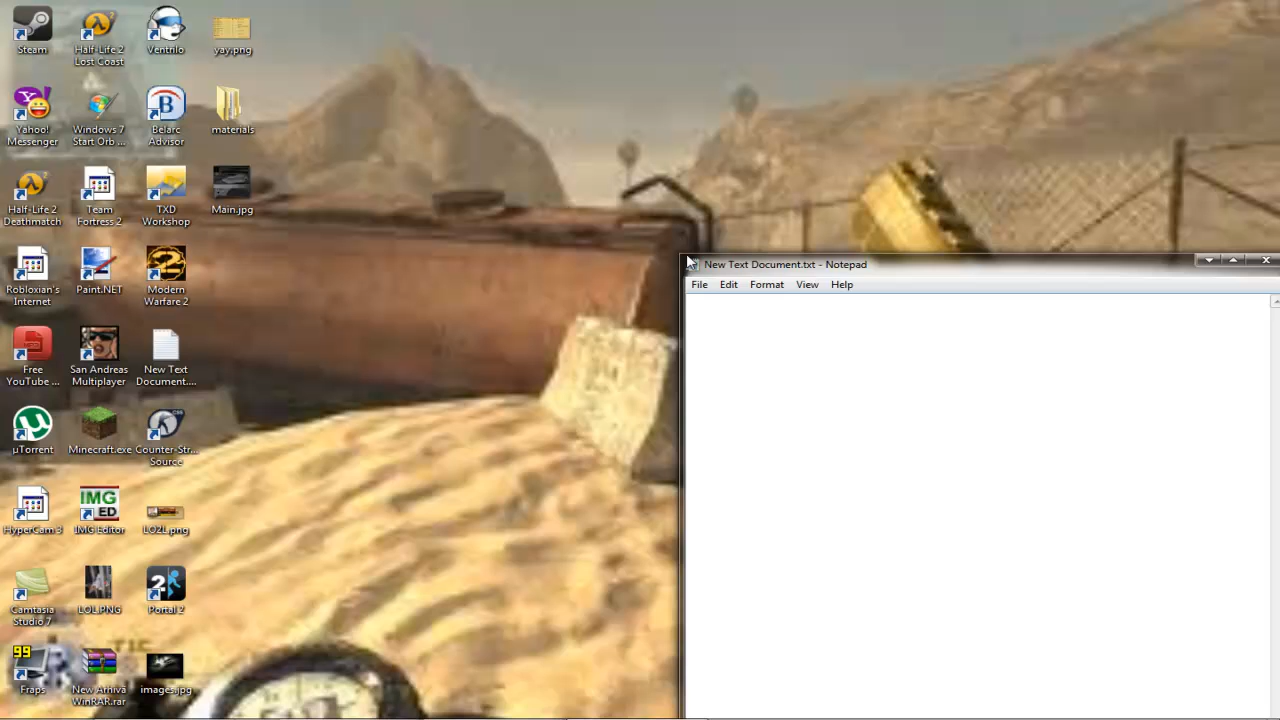 Steam
Half-Life 2
Lost Coast
Ventrilo
yay.png
Yahoo!
Messenger
Windows 7
Start Orb ...
Belarc
Advisor
materials
Half-Life 2
Deathmatch
Team
Fortress 2
TXD
Workshop
Main.jpg
Robloxian's
Internet
Paint.NET
Modern
Warfare 2
Free
YouTube ...
San Andreas
Multiplayer
New Text
Document....
µTorrent
Minecraft.exe
Counter-Str...
Source
HyperCam 3
IMG
ED
IMG Editor
LO2L.png
Camtasia
Studio 7
LOL.PNG
2
Portal 2
99
Fraps
New Arhiva
WinRAR.rar
images.jpg
New Text Document.txt - Notepad
File Edit Format View Help